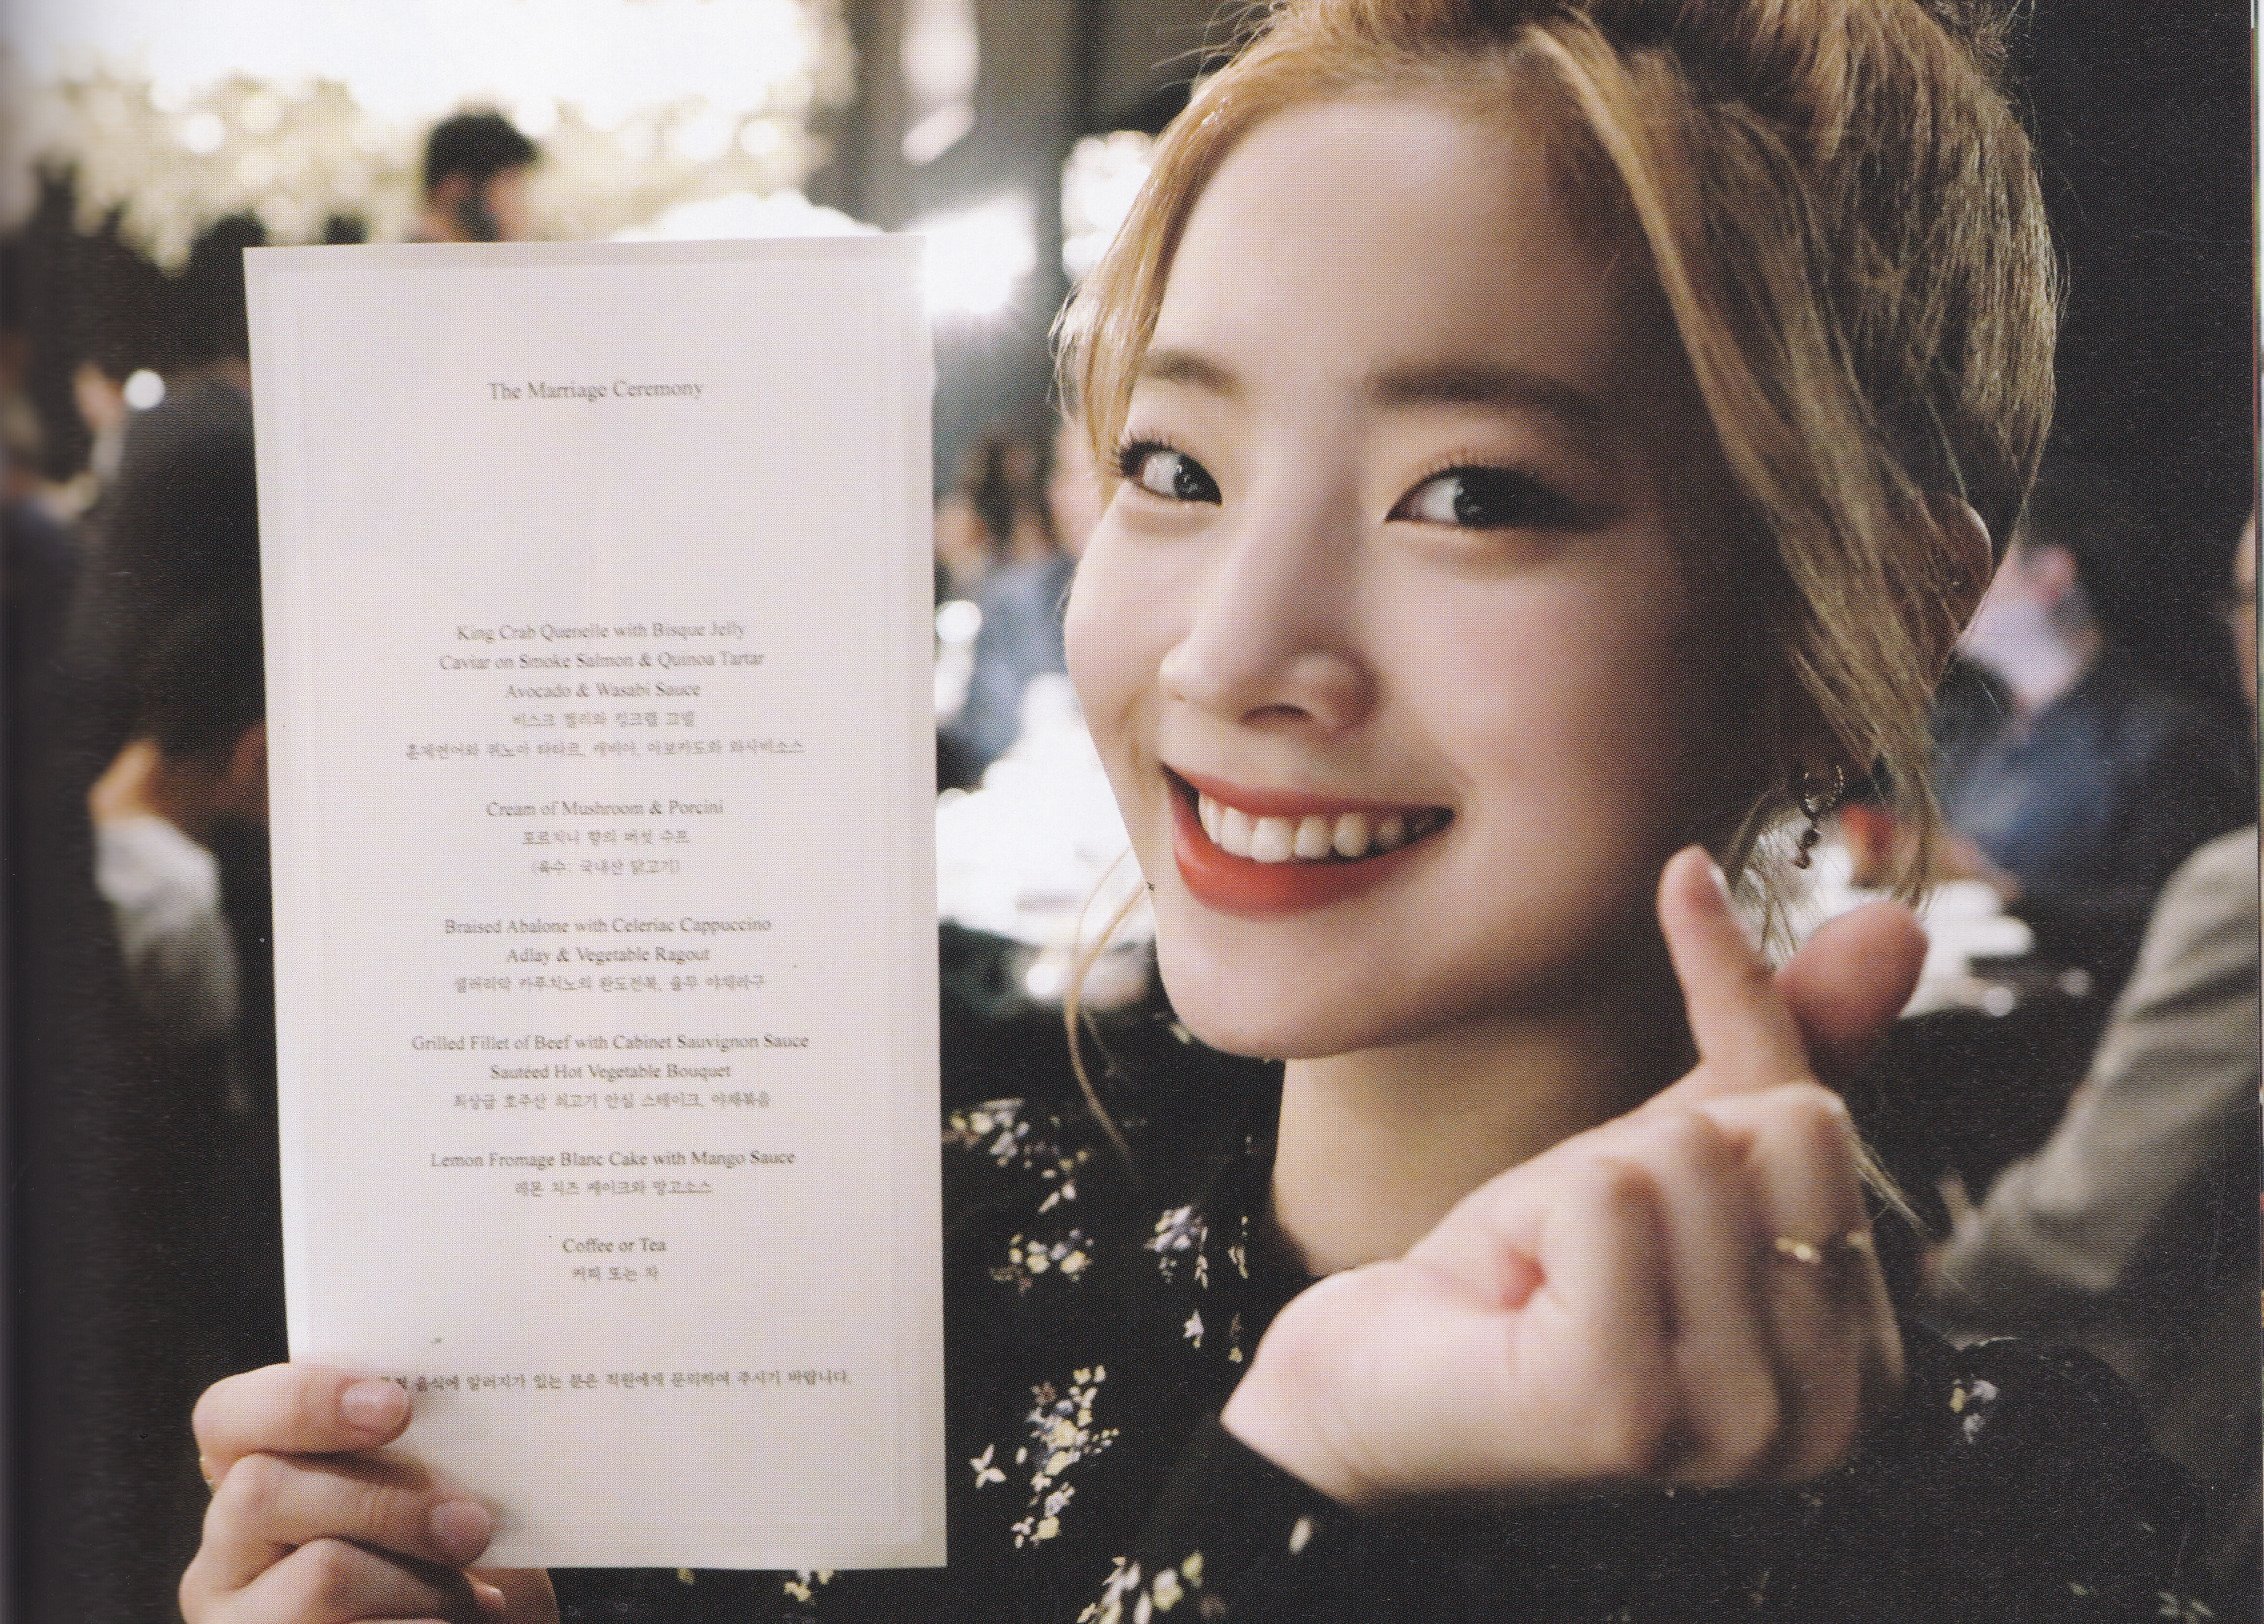 The Marriage Ceremony
King Crab Quenelle with Bisque Jelly
Caviar on Smoke Salmon & Quinoa Tartar
Avocado & Wasabi Sauce
비스크 젤리와 킹크랩 고넬
훈제연어와 퀴노아 타타르, 캐비아, 아보카도와 와사비소스
Cream of Mushroom & Porcini
포르치니 향의 버섯 수프
(육수: 국내산 닭고기)
Braised Abalone with Celeriac Cappuccino
Adlay & Vegetable Ragout
셀러리악 카푸치노의 완도전복, 율무 야채라구
Grilled Fillet of Beef with Cabinet Sauvignon Sauce
Sauteed Hot Vegetable Bouquet
최상급 호주산 쇠고기 안심 스테이크, 야채볶음
Lemon Fromage Blanc Cake with Mango Sauce
레몬 치즈 케이크와 망고소스
Coffee or Tea
커피 또는 차
음식에 알러지가 있는 분은 직원에게 문의하여 주시기 바랍니다.